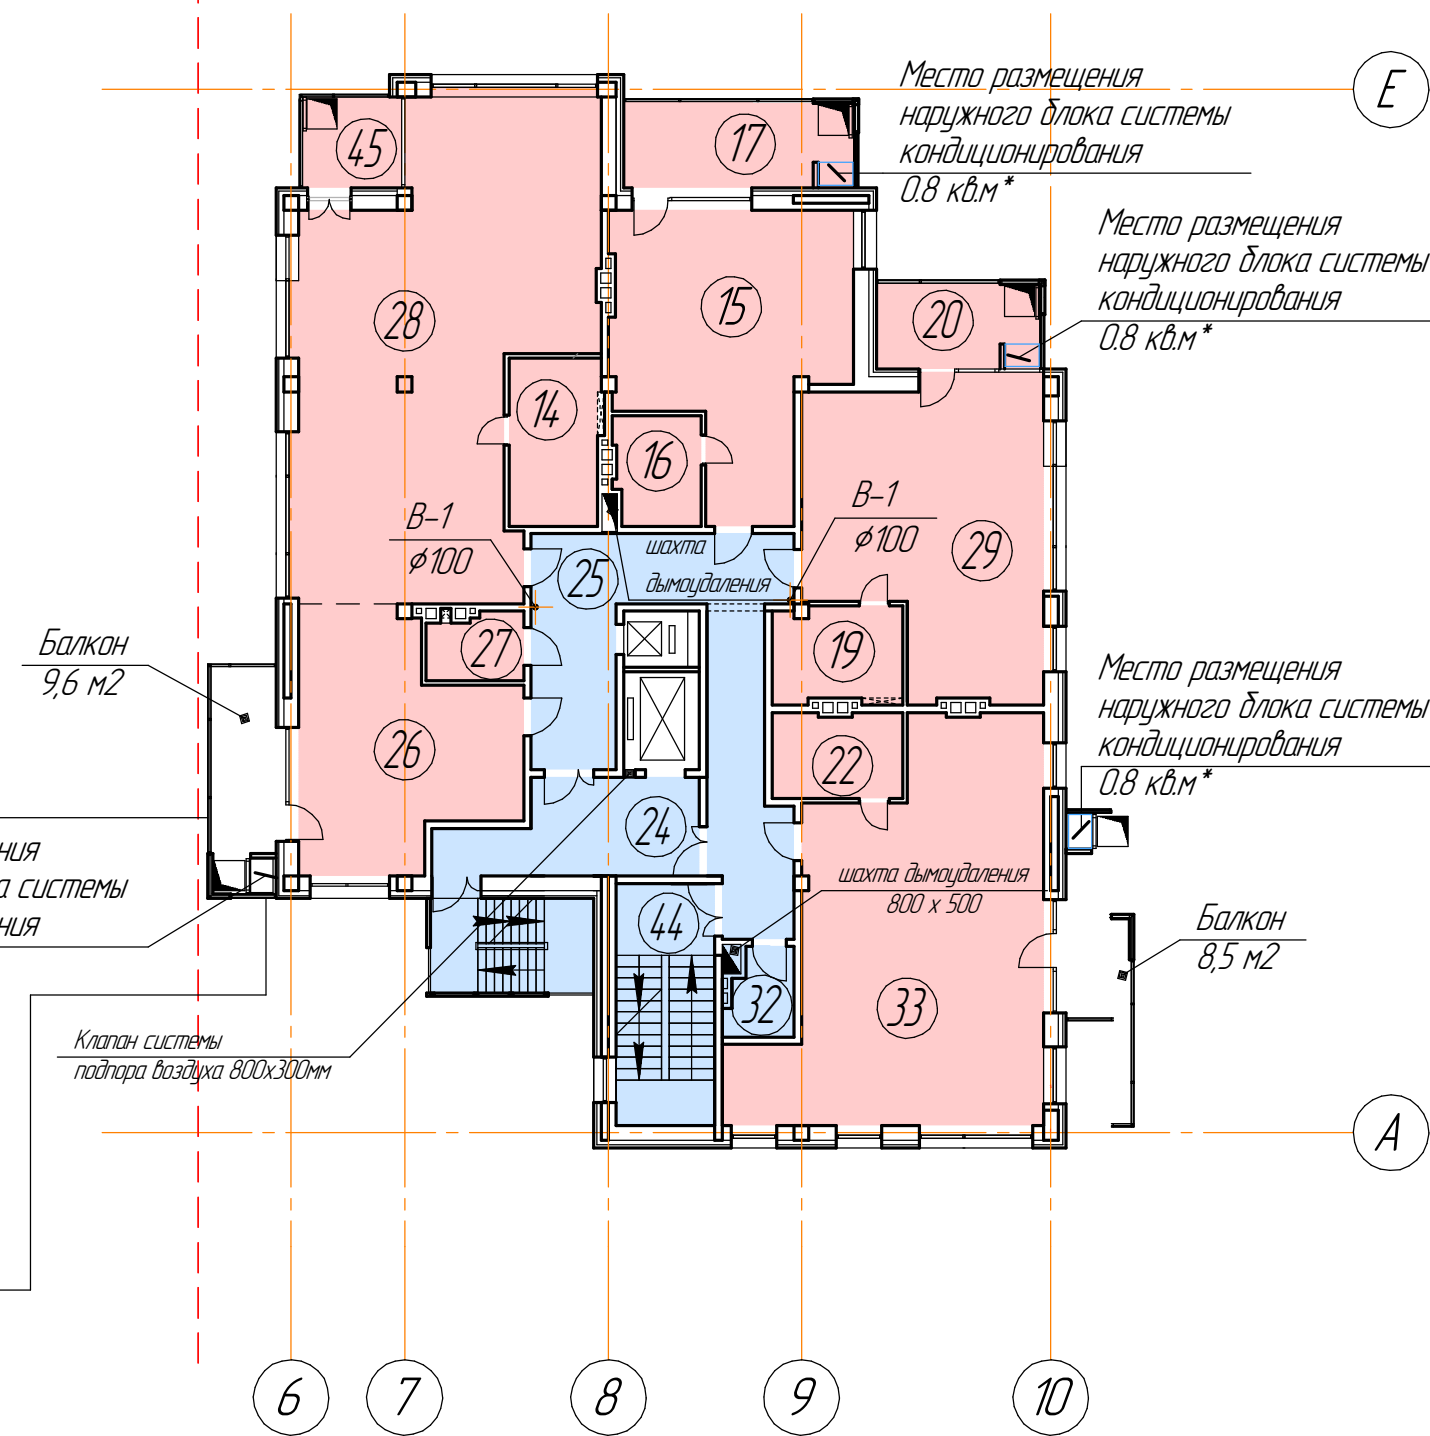 Место размещения
наружного блока системы
кондиционирования
0.8 кв.м*
Е
45
17
Место размещения
наружного блока системы
кондиционирования
0.8 кв.м*
28
15
20
14
16
В-1
ϕ100
В-1
ϕ100
25
шахта
дымоудаления
29
Балкон
9,6 м2
27
19
Место размещения
наружного блока системы
кондиционирования
0.8 кв.м*
26
22
24
ния
а системы
ния
шахта дымоудаления
800 x 500
44
Балкон
8,5 м2
32
33
Клапан системы
подпора воздуха 800x300мм
А
6
7
8
9
10